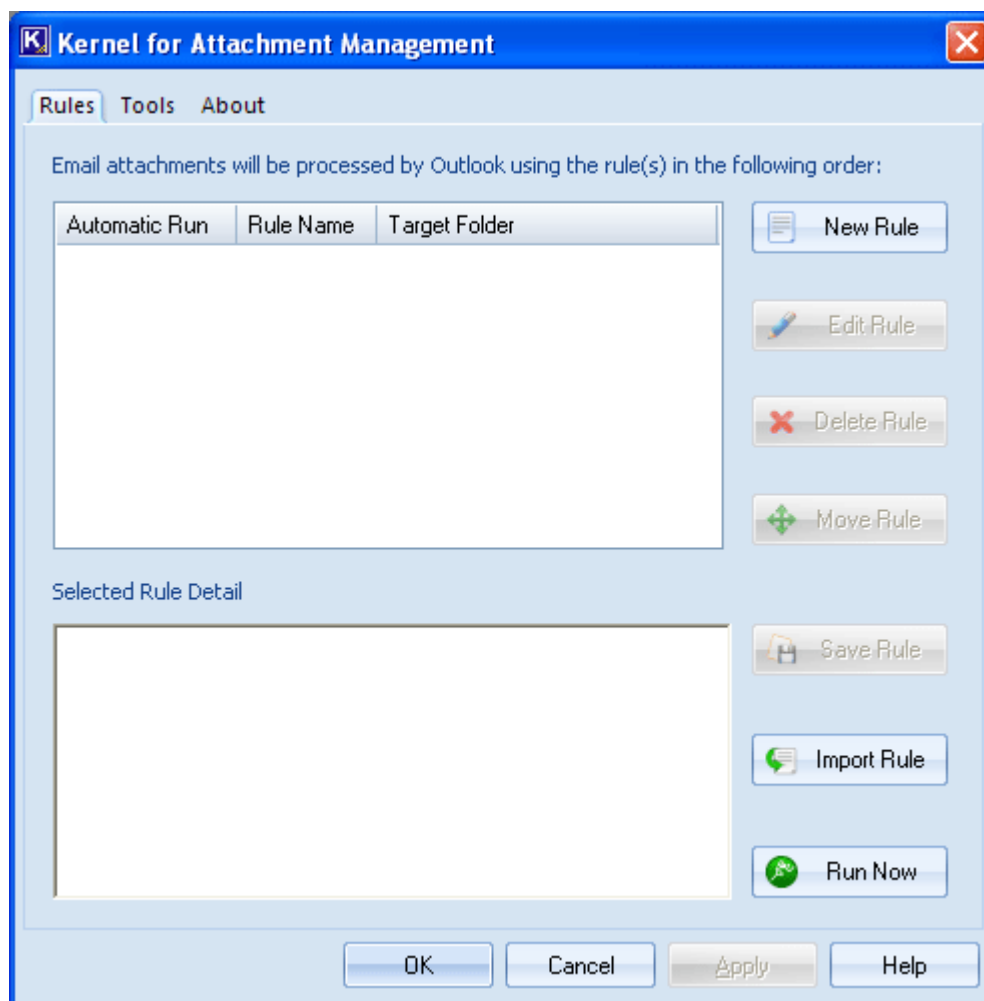 Kernel for Attachment Management
Rules Tools About
Email attachments will be processed by Outlook using the rule(s) in the following order:
Automatic Run Rule Name Target Folder
New Rule
Edit Rule
Delete Rule
Move Rule
Selected Rule Detail
Save Rule
Import Rule
Run Now
OK Cancel Apply Help